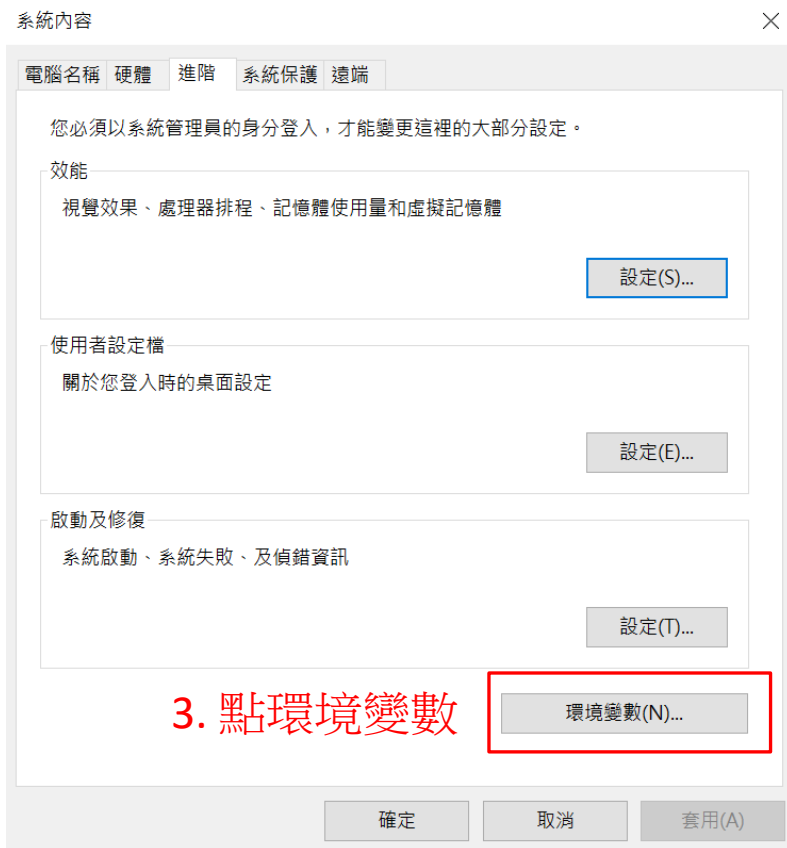 系統內容
電腦名稱 硬體 進階 系統保護 遠端
您必須以系統管理員的身分登入，才能變更這裡的大部分設定。
效能
視覺效果、處理器排程、記憶體使用量和虛擬記憶體
設定(S)...
使用者設定檔
關於您登入時的桌面設定
設定(E)...
啟動及修復
系統啟動、系統失敗、及偵錯資訊
設定(T)...
3. 點環境變數
環境變數(N)...
確定 取消 套用(A)